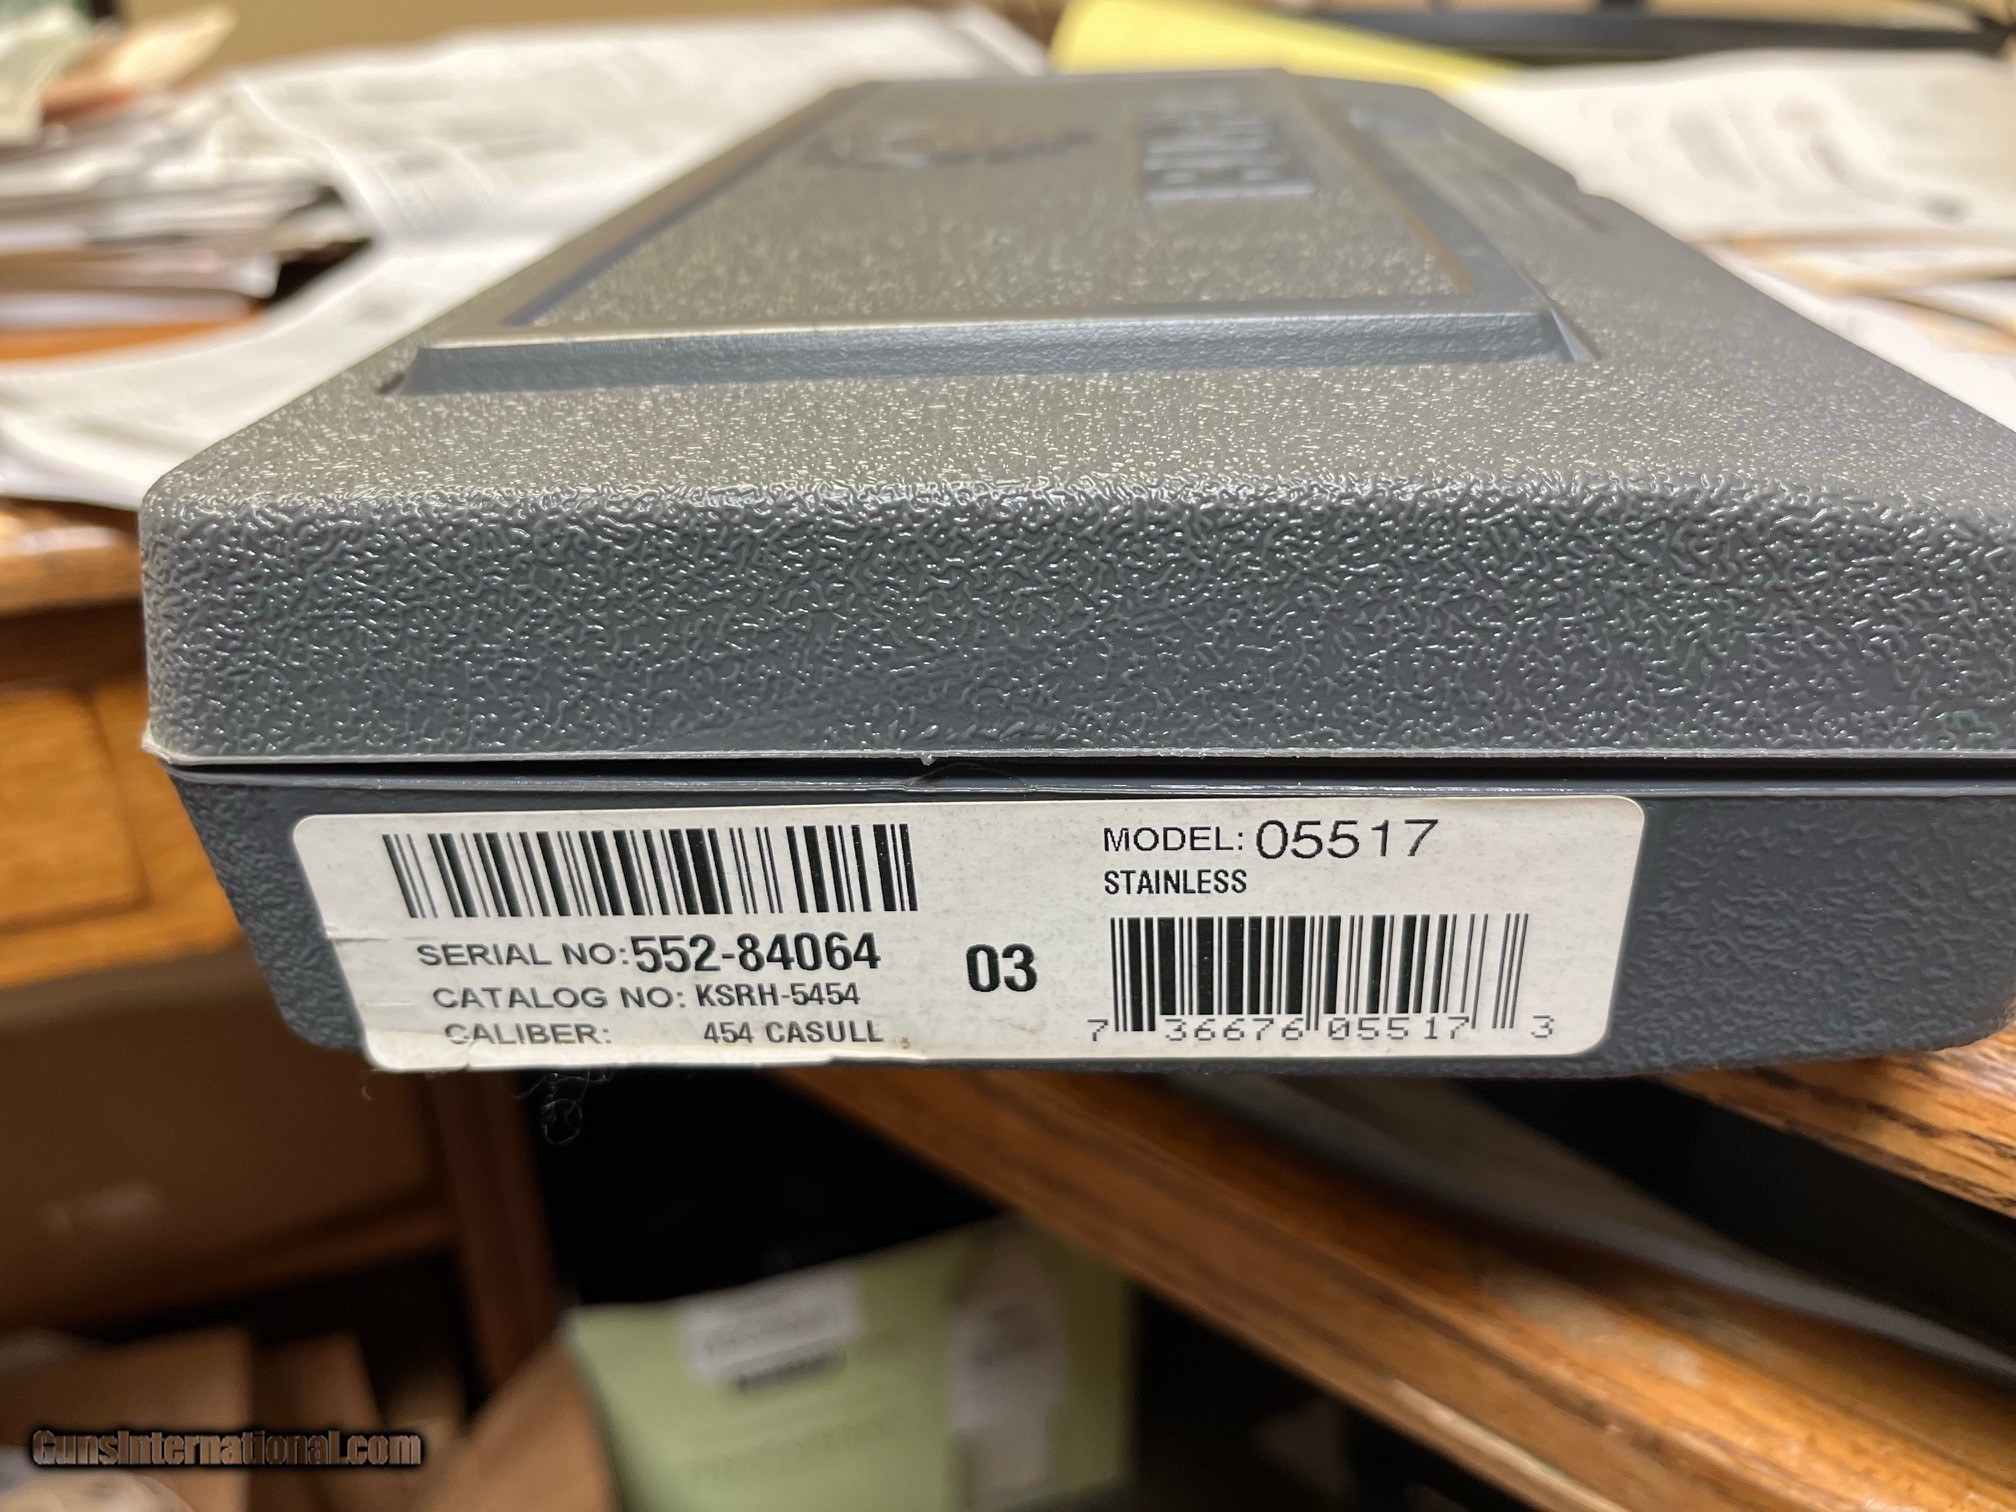 RUGER
MODEL: 05517
STAINLESS
SERIAL NO: 552-84064
CATALOG NO: KSRH-5454
CALIBER: 454 CASULL
03
7 36676 05517 3
GunsInternational.com